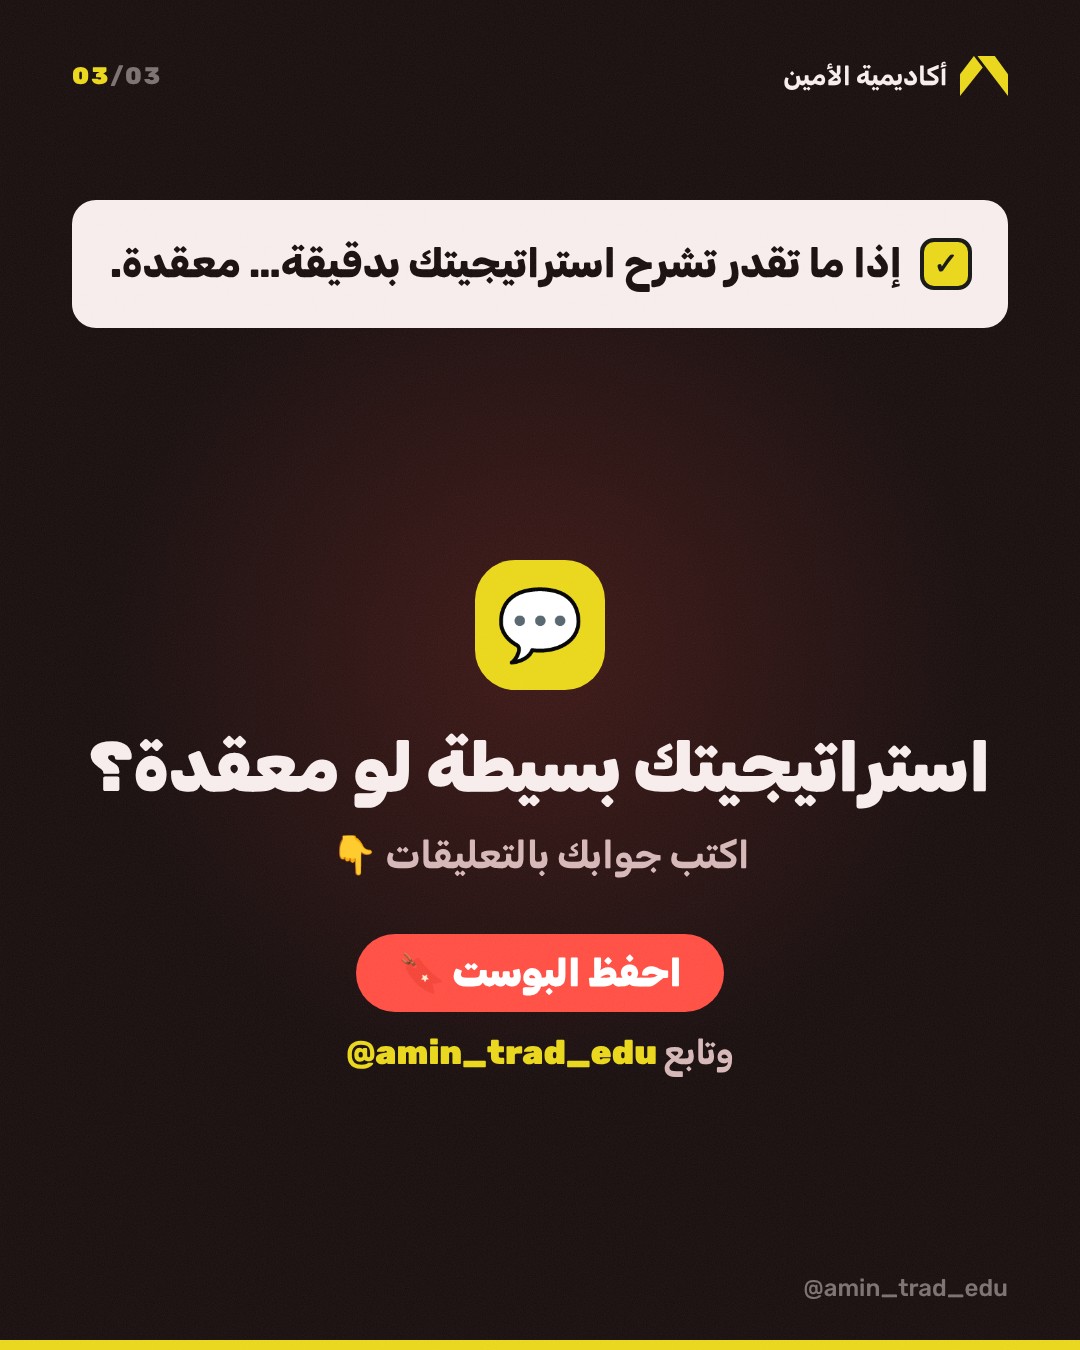 أكاديمية الأمين
03/03
✓ إذا ما تقدر تشرح استراتيجيتك بدقيقة... معقدة.
استراتيجيتك بسيطة لو معقدة؟
اكتب جوابك بالتعليقات 👇
احفظ البوست 🔖
وتابع @amin_trad_edu
@amin_trad_edu